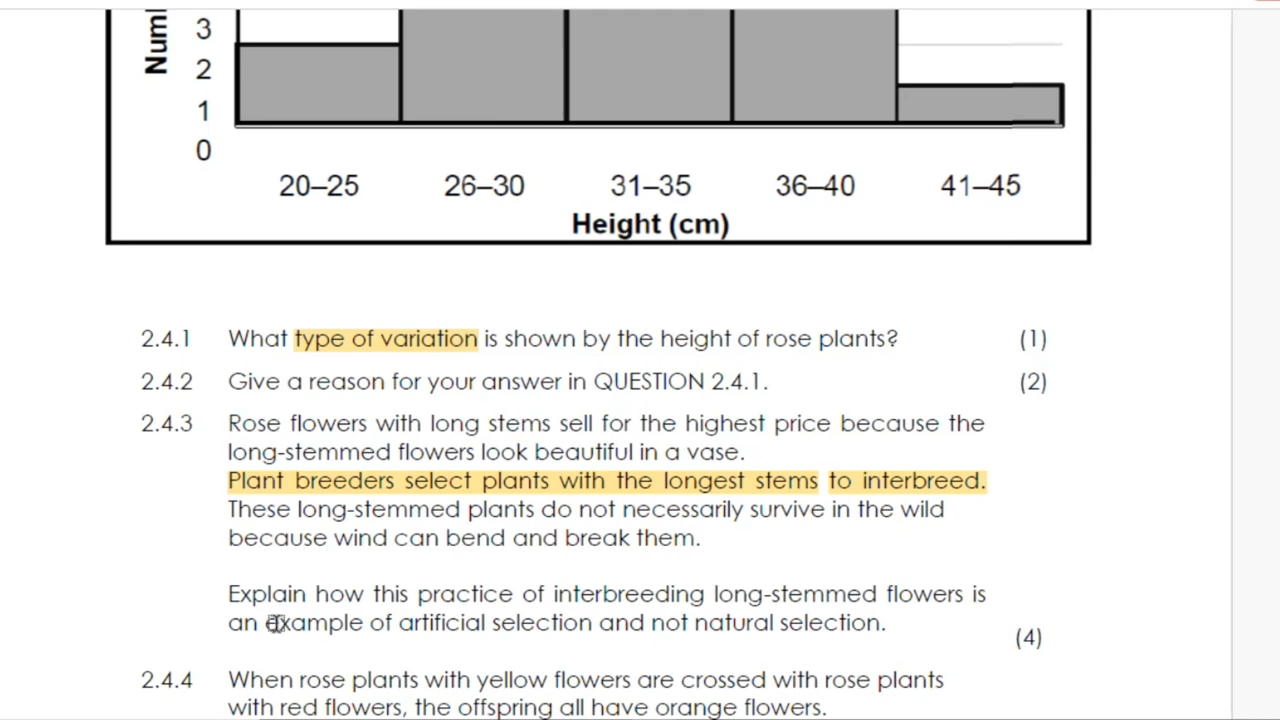 3
2
1
0
20–25 26–30 31–35 36–40 41–45
Height (cm)
2.4.1 What type of variation is shown by the height of rose plants? (1)
2.4.2 Give a reason for your answer in QUESTION 2.4.1. (2)
2.4.3 Rose flowers with long stems sell for the highest price because the
long-stemmed flowers look beautiful in a vase.
Plant breeders select plants with the longest stems to interbreed.
These long-stemmed plants do not necessarily survive in the wild
because wind can bend and break them.
Explain how this practice of interbreeding long-stemmed flowers is
an example of artificial selection and not natural selection.
(4)
2.4.4 When rose plants with yellow flowers are crossed with rose plants
with red flowers, the offspring all have orange flowers.